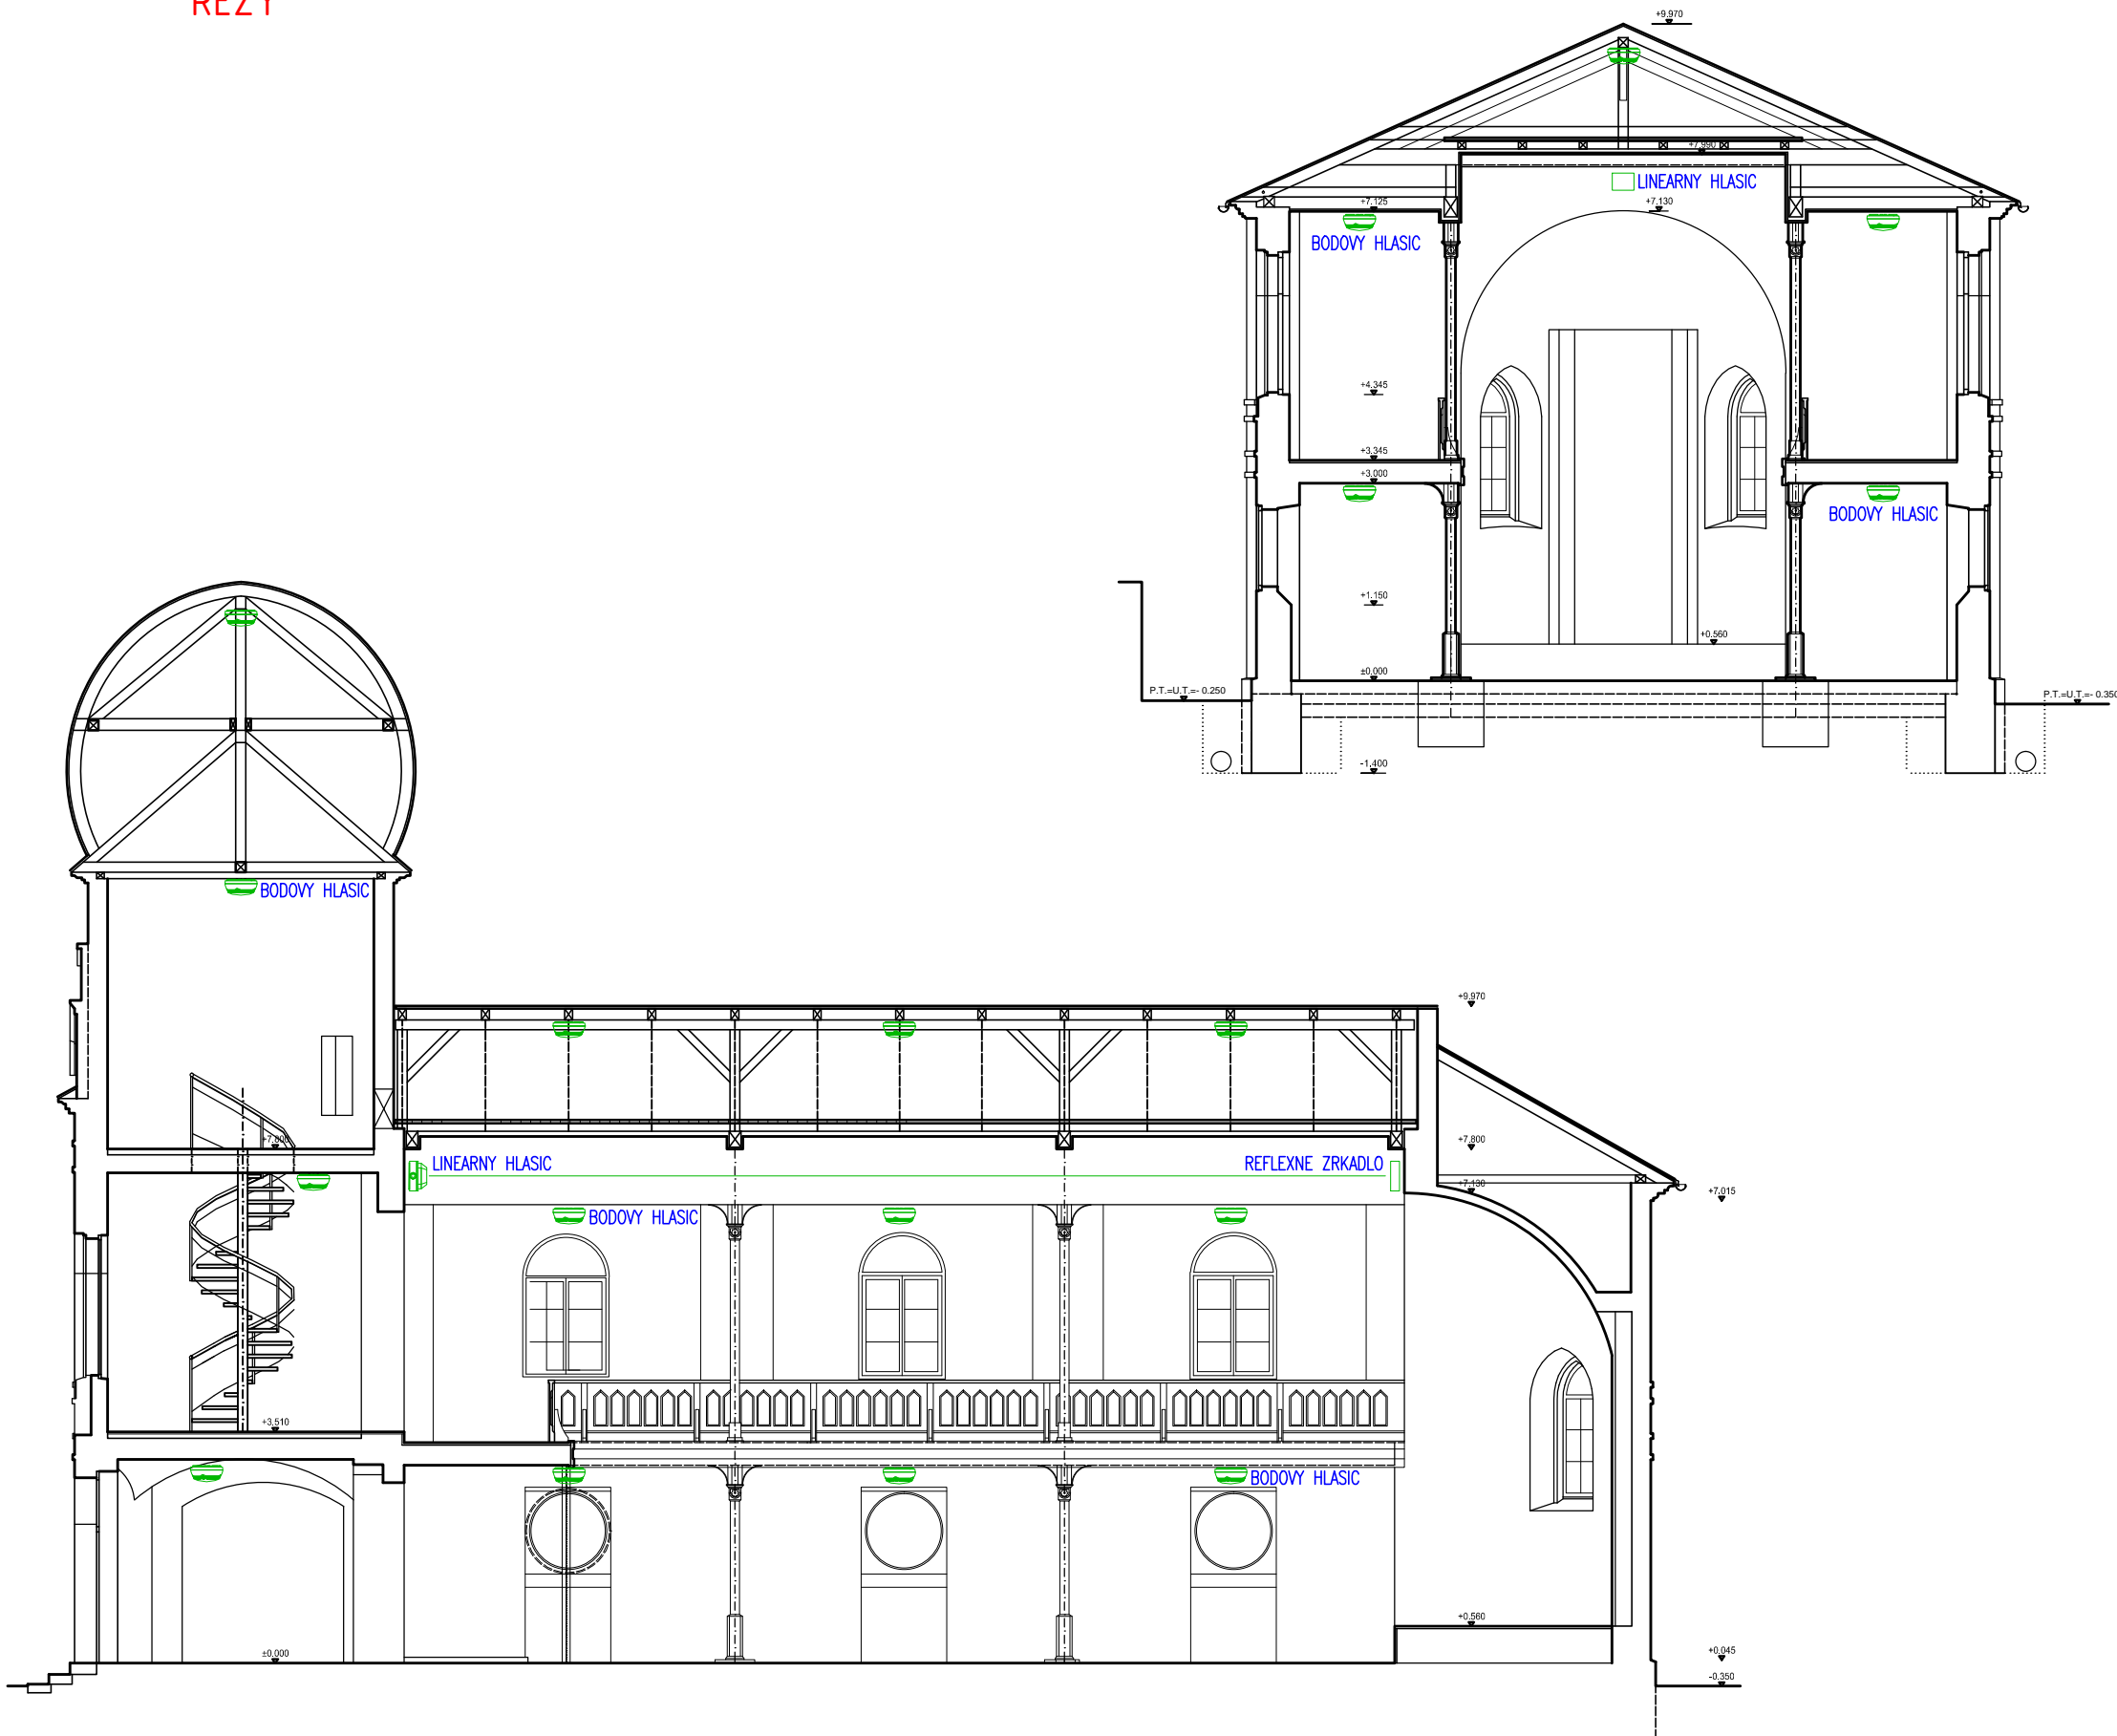 REZY
+9.970
+7.990
LINEARNY HLASIC
+7.125
+7.130
BODOVY HLASIC
+4.345
+3.345
+3.000
BODOVY HLASIC
+1.150
+0.560
±0.000
P.T.=U.T.=- 0.250
P.T.=U.T.=- 0.350
-1.400
BODOVY HLASIC
+9.970
+7.800
+7.800
LINEARNY HLASIC
REFLEXNE ZRKADLO
+7.130
+7.015
BODOVY HLASIC
+3.510
BODOVY HLASIC
+0.560
±0.000
+0.045
-0.350